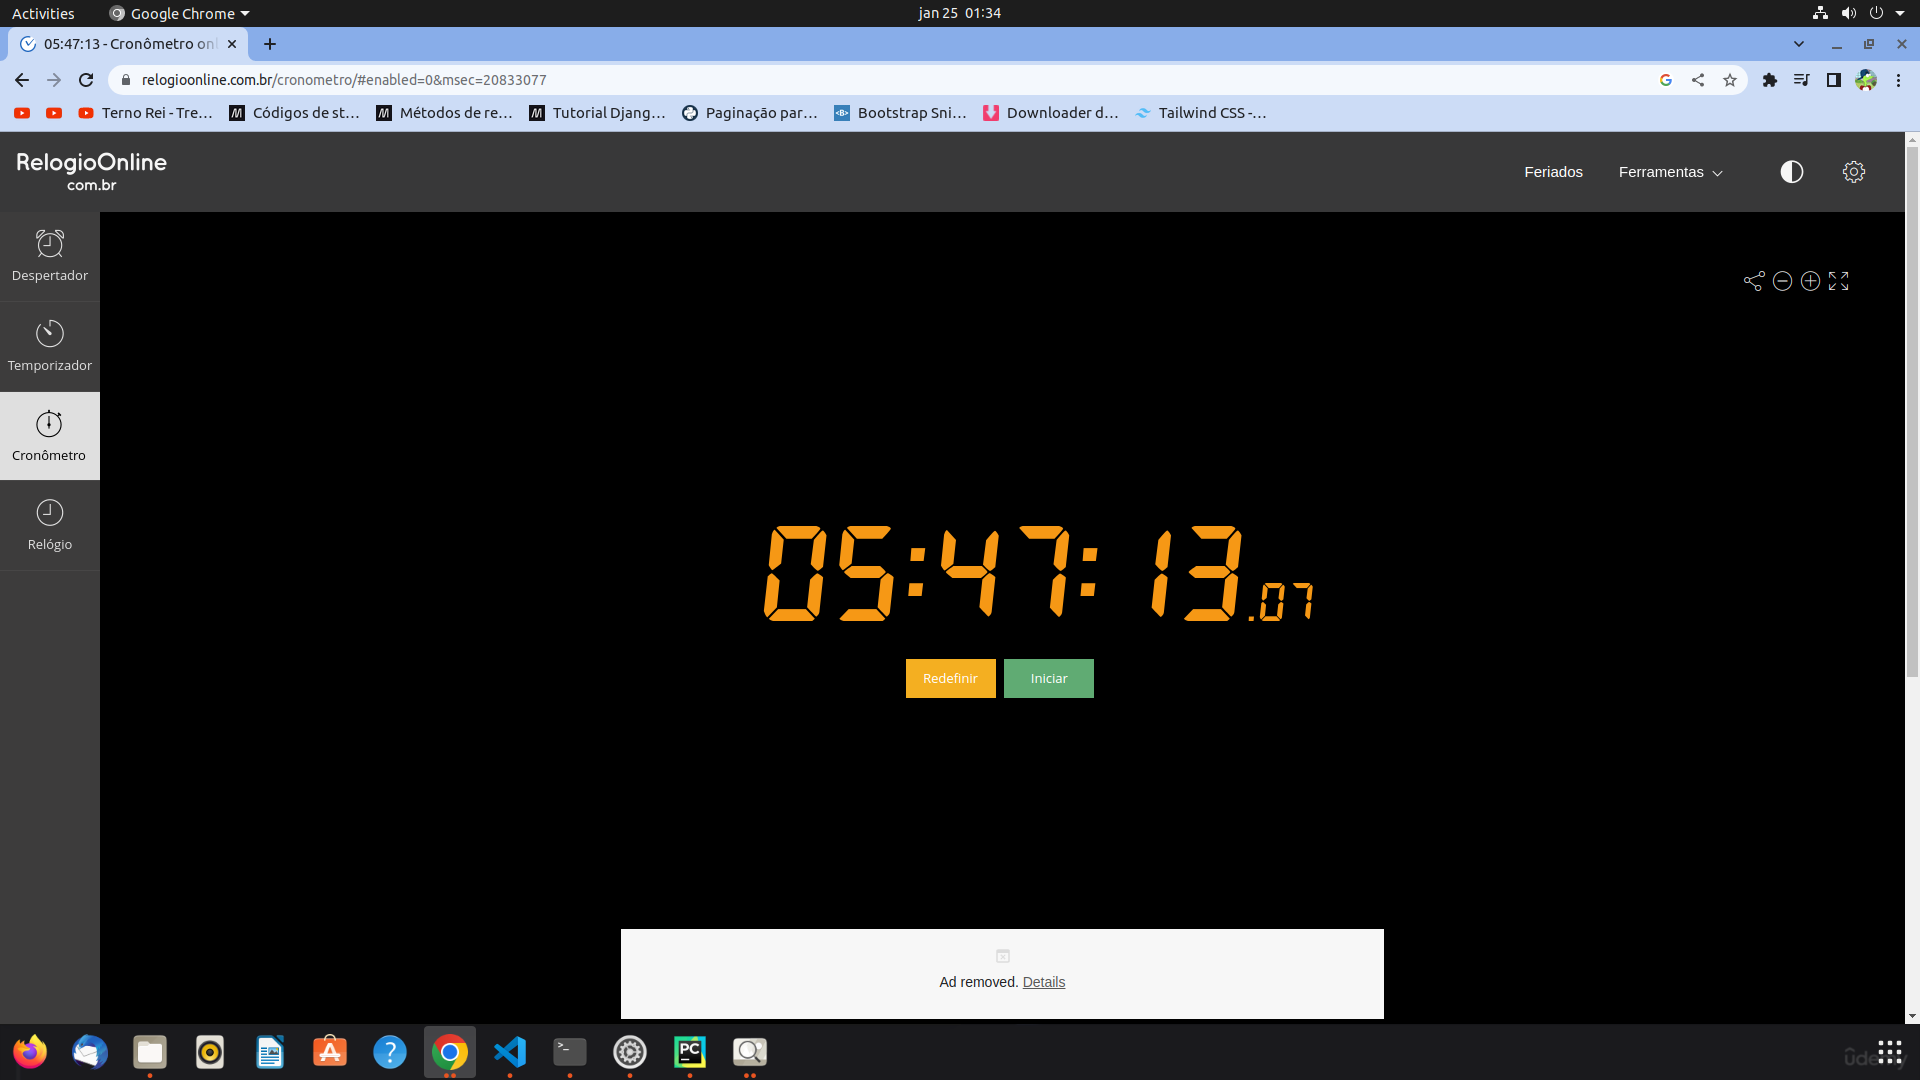 Activities
Google Chrome
jan 25 01:34
05:47:13 - Cronômetro onl
relogioonline.com.br/cronometro/#enabled=0&msec=20833077
Terno Rei - Tre…
Códigos de st…
Métodos de re…
Tutorial Djang…
Paginação par…
Bootstrap Sni…
Downloader d…
Tailwind CSS -…
RelogioOnline
com.br
Feriados
Ferramentas
Despertador
Temporizador
Cronômetro
Relógio
05:47:13.07
Redefinir
Iniciar
Ad removed. Details
PC
udemy